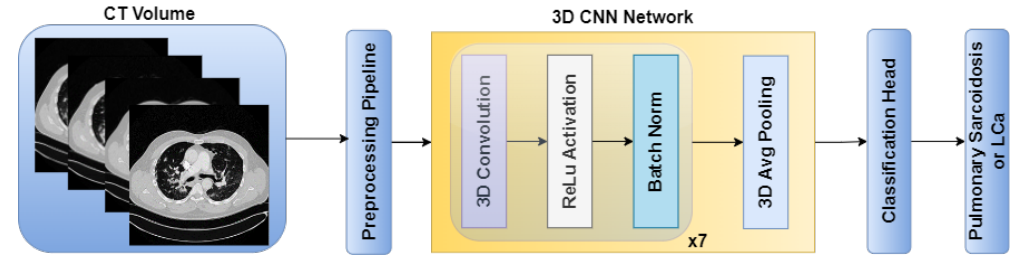 CT Volume
3D CNN Network
Preprocessing Pipeline
3D Convolution
ReLu Activation
Batch Norm
x7
3D Avg Pooling
Classification Head
Pulmonary Sarcoidosis
or LCa